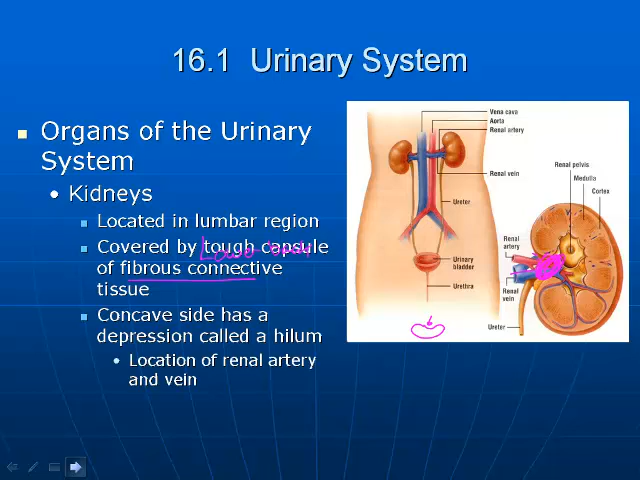 16.1 Urinary System
Organs of the Urinary
System
Kidneys
Located in lumbar region
Covered by tough capsule
of fibrous connective
tissue
Concave side has a
depression called a hilum
Location of renal artery
and vein
Vena cava
Aorta
Renal artery
Renal vein
Ureter
Urinary
bladder
Urethra
Renal pelvis
Medulla
Cortex
Renal
artery
Renal
vein
Ureter